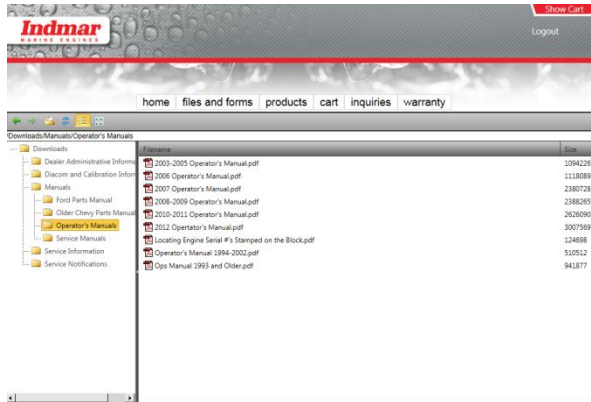 Show Cart
Indmar
MARINE ENGINES
Logout
home files and forms products cart inquiries warranty
/Downloads/Manuals/Operator's Manuals
Downloads
Dealer Administrative Informa
Diacom and Calibration Inforr
Manuals
Ford Parts Manual
Older Chevy Parts Manual
Operator's Manuals
Service Manuals
Service Information
Service Notifications
Filename Size
2003-2005 Operator's Manual.pdf 1094226
2006 Operator's Manual.pdf 1118089
2007 Operator's Manual.pdf 2380728
2008-2009 Operator's Manual.pdf 2388265
2010-2011 Operator's Manual.pdf 2626090
2012 Opertator's Manual.pdf 3007569
Locating Engine Serial #'s Stamped on the Block.pdf 124698
Operator's Manual 1994-2002.pdf 510512
Ops Manual 1993 and Older.pdf 941877